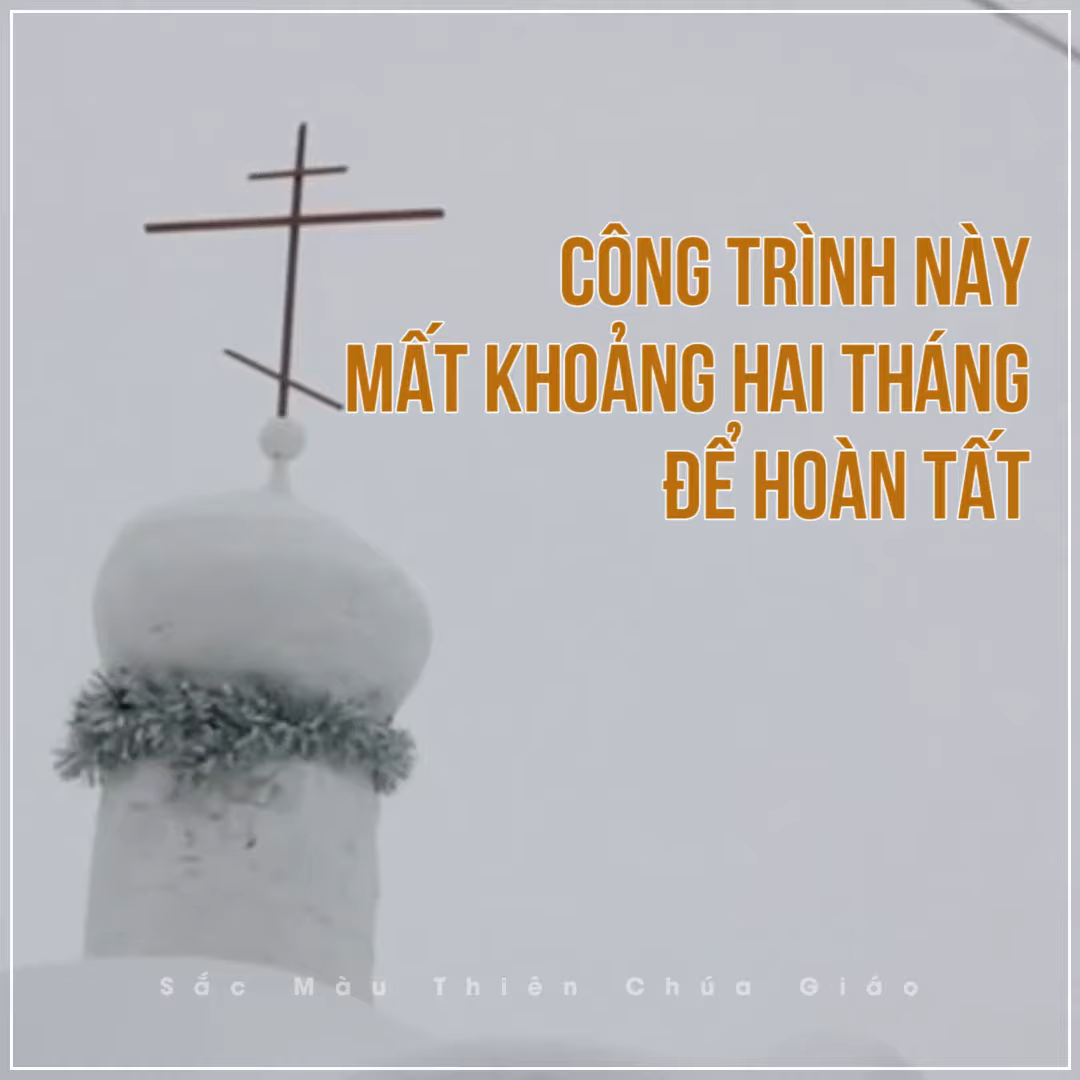 CÔNG TRÌNH NÀY
MẤT KHOẢNG HAI THÁNG
ĐỂ HOÀN TẤT
Sắc Màu Thiên Chúa Giáo